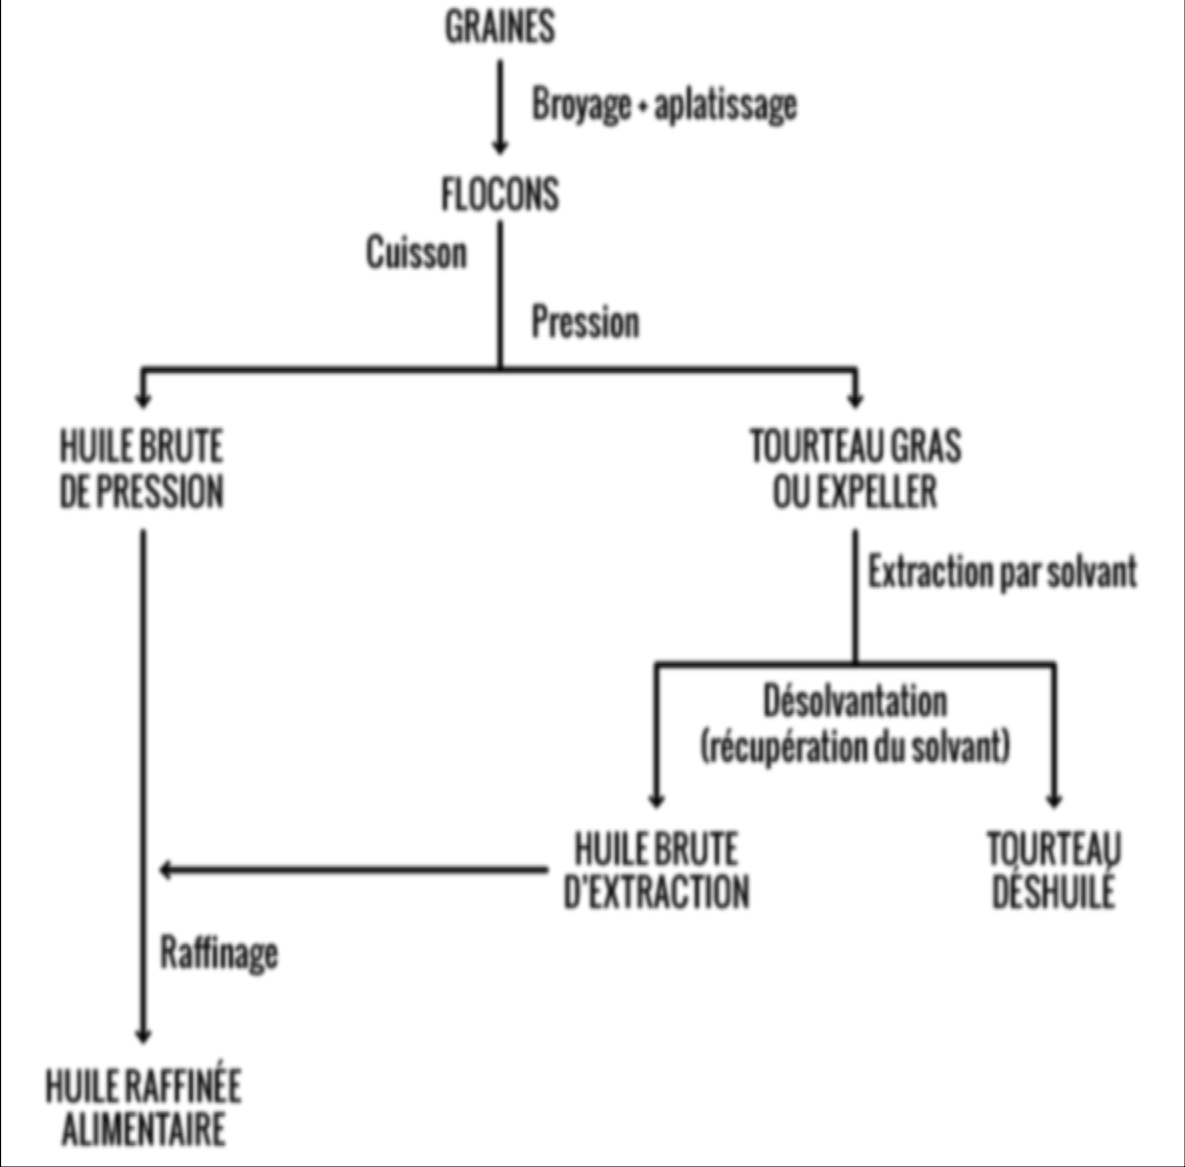 GRAINES
Broyage + aplatissage
FLOCONS
Cuisson
Pression
HUILE BRUTE
DE PRESSION
TOURTEAU GRAS
OU EXPELLER
Extraction par solvant
Désolvantation
(récupération du solvant)
HUILE BRUTE
D'EXTRACTION
TOURTEAU
DÉSHUILÉ
Raffinage
HUILE RAFFINÉE
ALIMENTAIRE